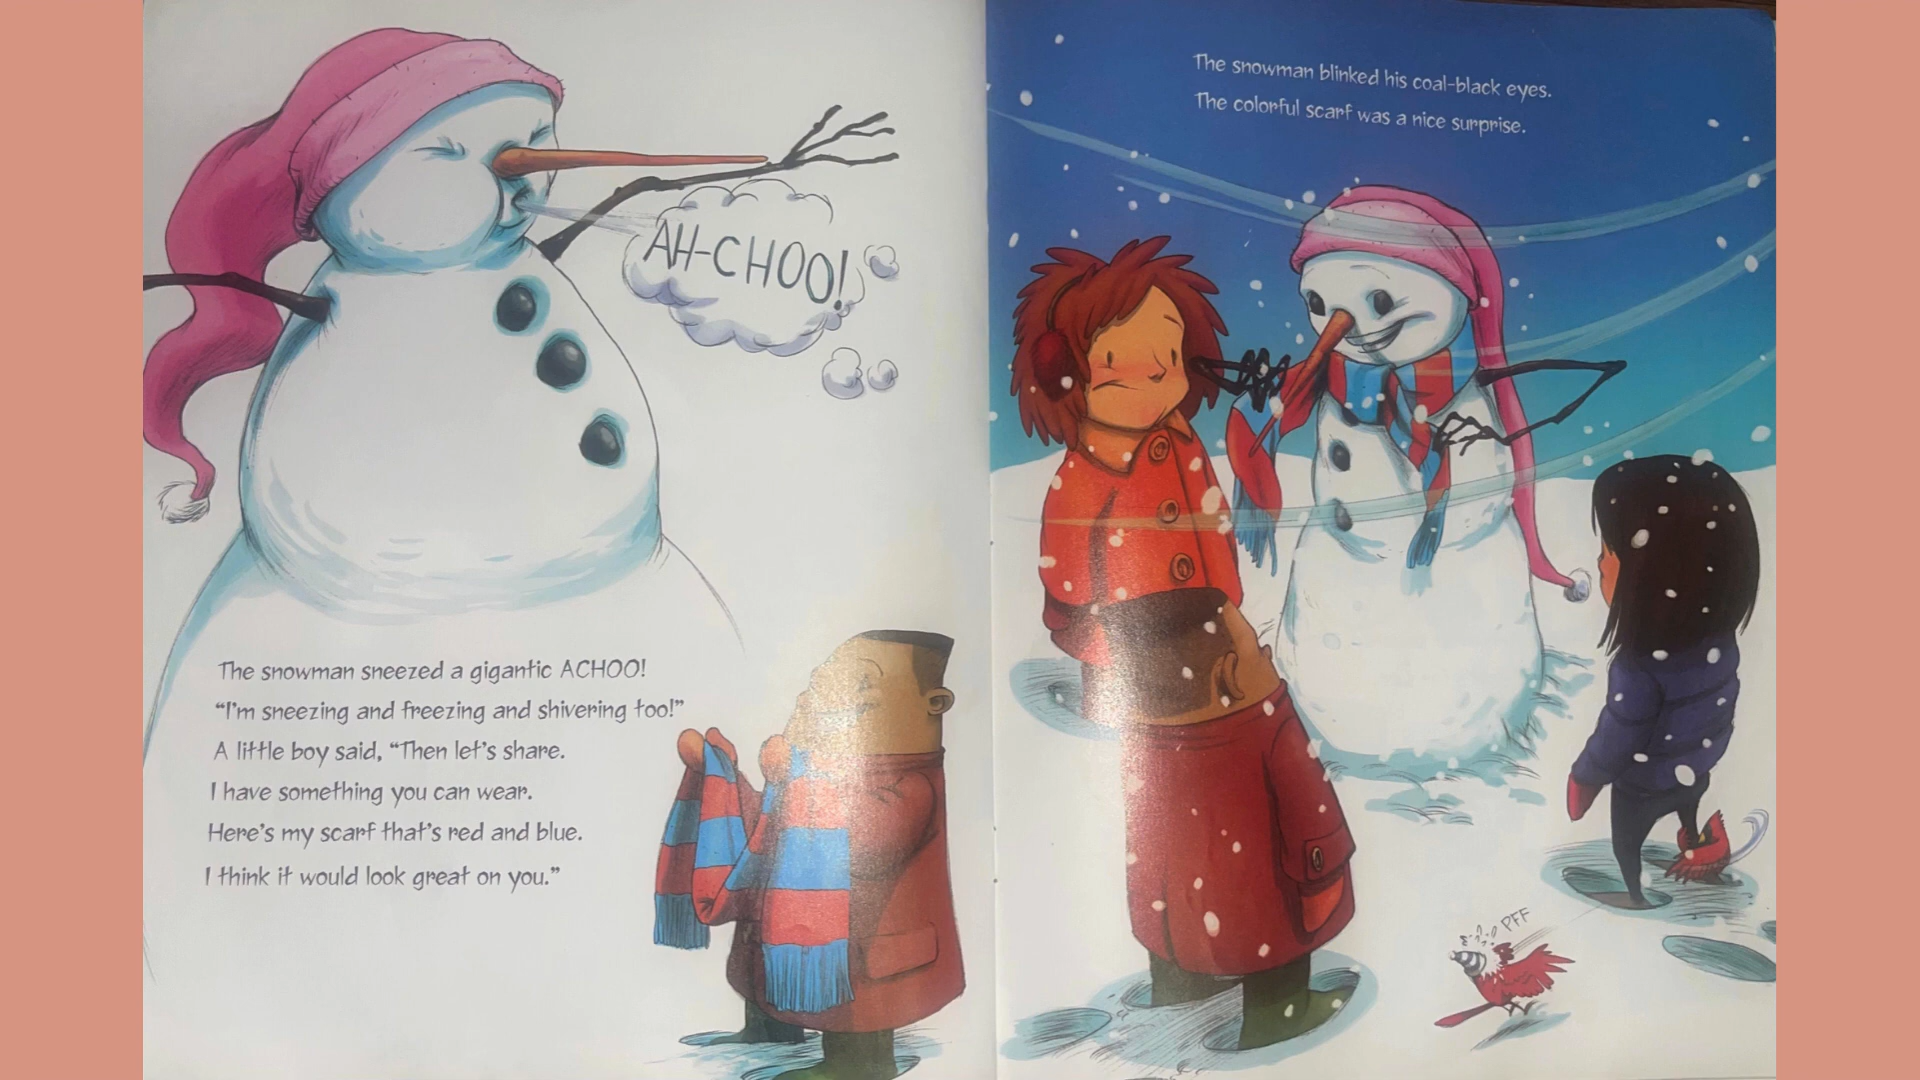 AH-CHOO!
The snowman sneezed a gigantic ACHOO!
“I’m sneezing and freezing and shivering too!”
A little boy said, “Then let’s share.
I have something you can wear.
Here’s my scarf that’s red and blue.
I think it would look great on you.”
The snowman blinked his coal-black eyes.
The colorful scarf was a nice surprise.
PFF